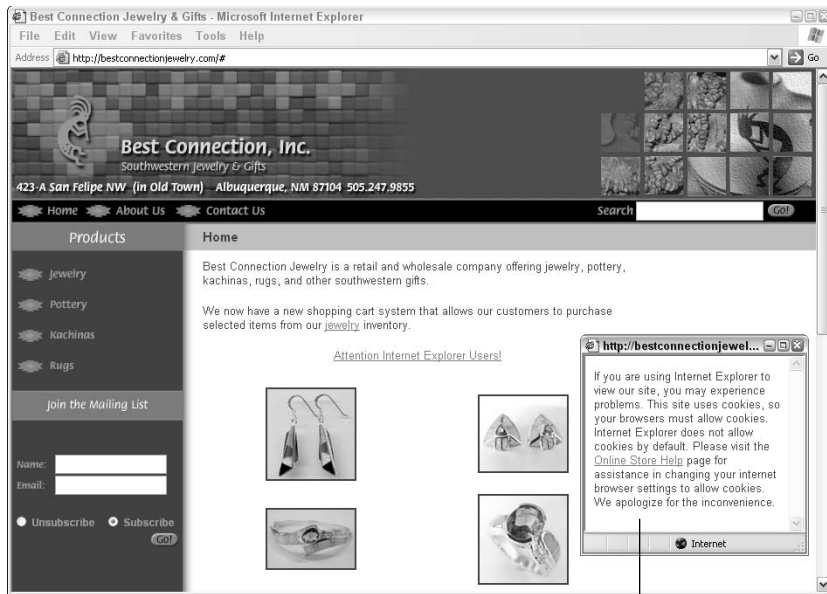 Best Connection Jewelry & Gifts - Microsoft Internet Explorer
File Edit View Favorites Tools Help
Address http://bestconnectionjewelry.com/# Go
Best Connection, Inc.
Southwestern Jewelry & Gifts
423-A San Felipe NW (in Old Town) Albuquerque, NM 87104 505.247.9855
Home About Us Contact Us Search Go!
Products
Jewelry
Pottery
Kachinas
Rugs
Join the Mailing List
Name:
Email:
Unsubscribe Subscribe
Go!
Home
Best Connection Jewelry is a retail and wholesale company offering jewelry, pottery,
kachinas, rugs, and other southwestern gifts.
We now have a new shopping cart system that allows our customers to purchase
selected items from our jewelry inventory.
Attention Internet Explorer Users!
http://bestconnectionjewel...
If you are using Internet Explorer to
view our site, you may experience
problems. This site uses cookies, so
your browsers must allow cookies.
Internet Explorer does not allow
cookies by default. Please visit the
Online Store Help page for
assistance in changing your internet
browser settings to allow cookies.
We apologize for the inconvenience.
Internet